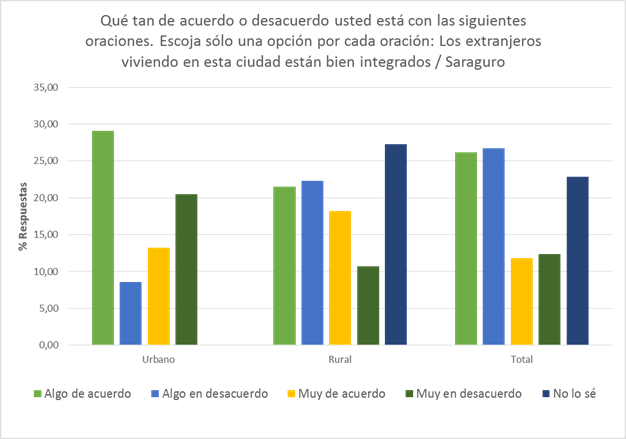 Qué tan de acuerdo o desacuerdo usted está con las siguientes
oraciones. Escoja sólo una opción por cada oración: Los extranjeros
viviendo en esta ciudad están bien integrados / Saraguro
35,00
30,00
25,00
20,00
15,00
10,00
5,00
0,00
% Respuestas
Urbano Rural Total
Algo de acuerdo Algo en desacuerdo Muy de acuerdo Muy en desacuerdo No lo sé